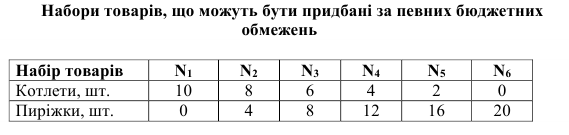 Набори товарів, що можуть бути придбані за певних бюджетних
обмежень
Набір товарів N₁ N₂ N₃ N₄ N₅ N₆
Котлети, шт. 10 8 6 4 2 0
Пиріжки, шт. 0 4 8 12 16 20